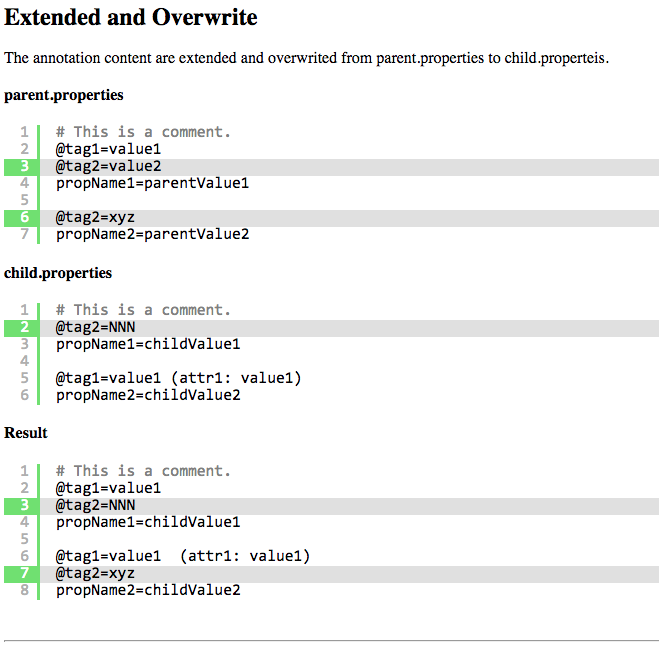 Extended and Overwrite
The annotation content are extended and overwrited from parent.properties to child.properteis.
parent.properties
1 # This is a comment.
2 @tag1=value1
3 @tag2=value2
4 propName1=parentValue1
5
6 @tag2=xyz
7 propName2=parentValue2
child.properties
1 # This is a comment.
2 @tag2=NNN
3 propName1=childValue1
4
5 @tag1=value1 (attr1: value1)
6 propName2=childValue2
Result
1 # This is a comment.
2 @tag1=value1
3 @tag2=NNN
4 propName1=childValue1
5
6 @tag1=value1  (attr1: value1)
7 @tag2=xyz
8 propName2=childValue2